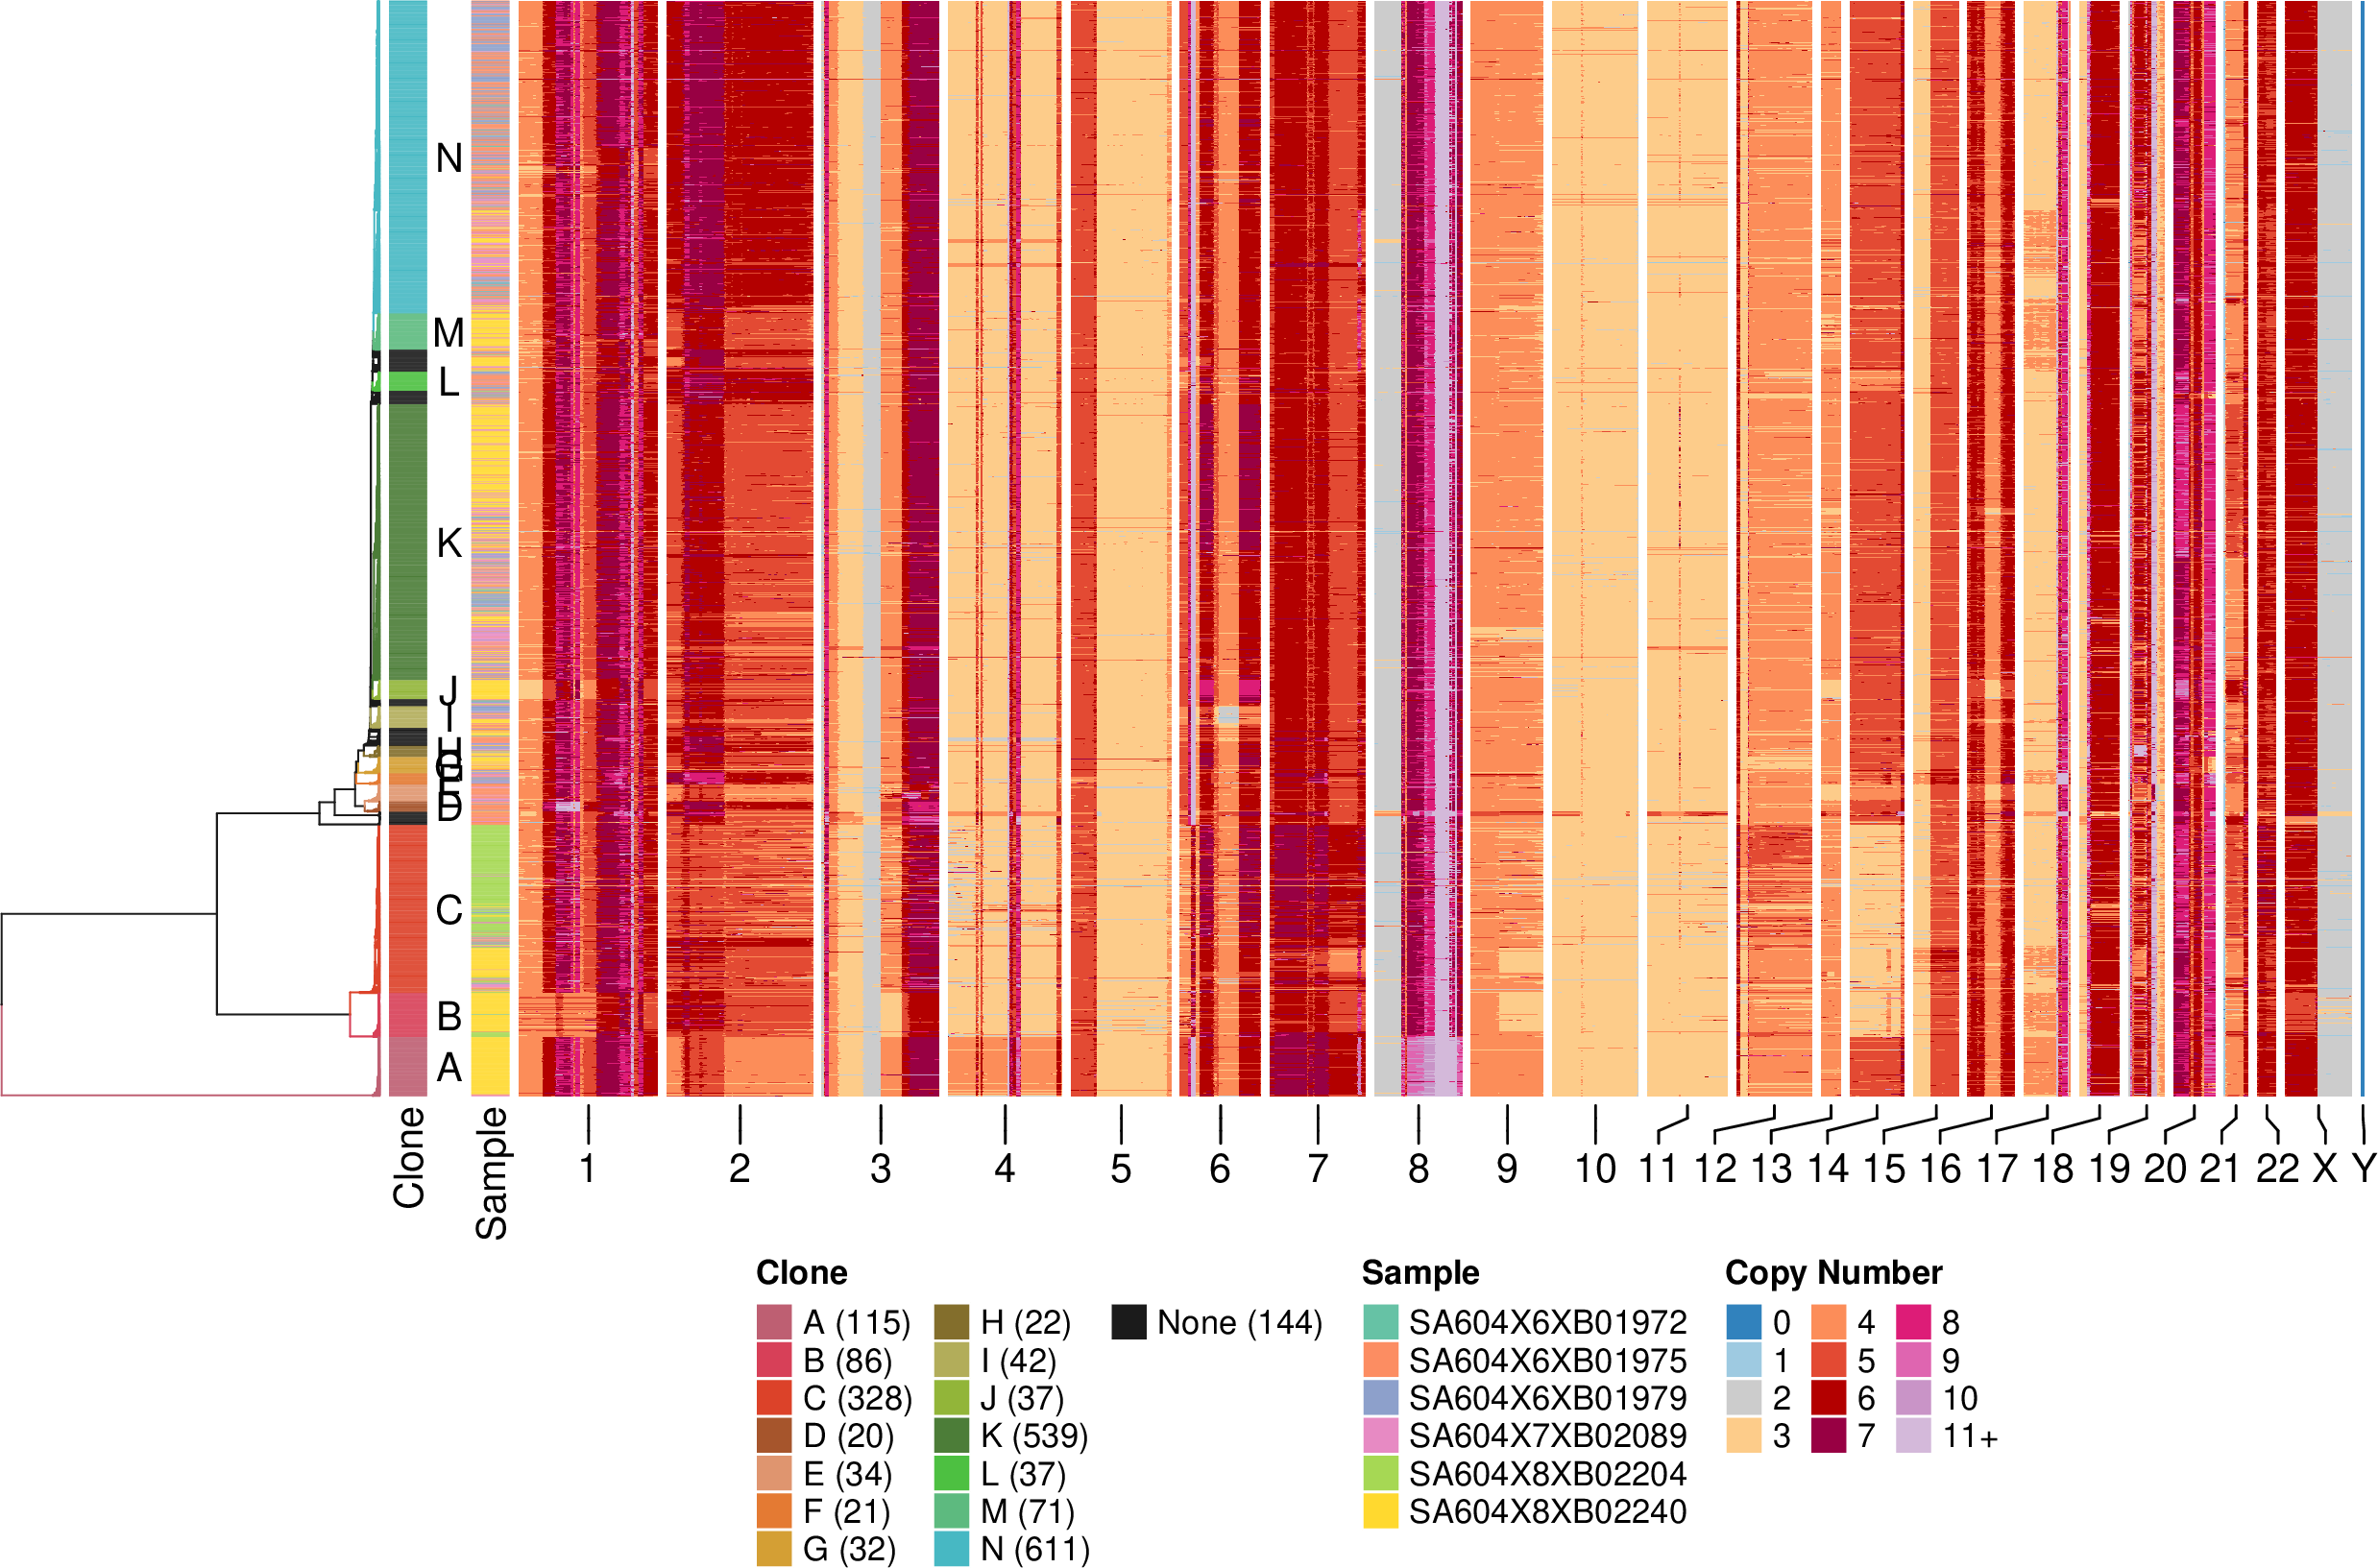 N
M
L
K
J
I
H
G
F
E
D
C
B
A
Clone
Sample
1 2 3 4 5 6 7 8 9 10 11 12 13 14 15 16 17 18 19 20 21 22 X Y
Clone Sample Copy Number
A (115) H (22) None (144) SA604X6XB01972 0 4 8
B (86) I (42) SA604X6XB01975 1 5 9
C (328) J (37) SA604X6XB01979 2 6 10
D (20) K (539) SA604X7XB02089 3 7 11+
E (34) L (37) SA604X8XB02204
F (21) M (71) SA604X8XB02240
G (32) N (611)